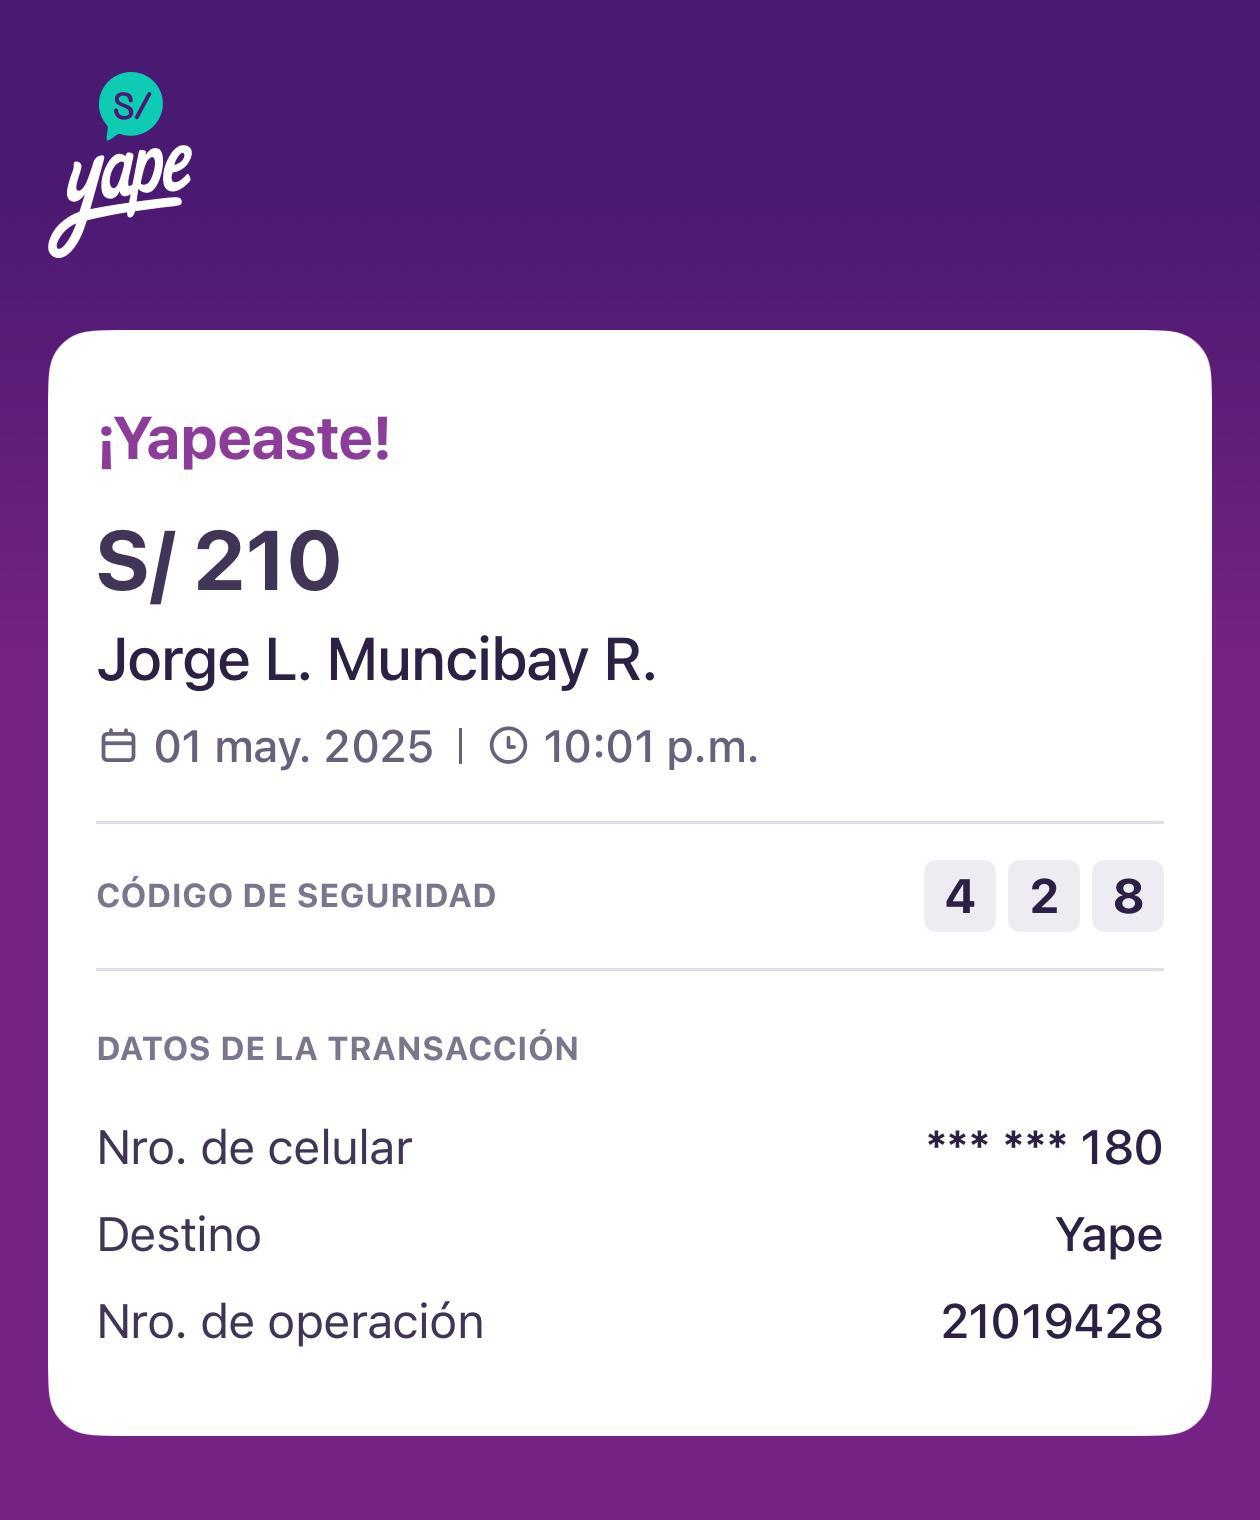 S/
yape
¡Yapeaste!
S/ 210
Jorge L. Muncibay R.
01 may. 2025 | 10:01 p.m.
CÓDIGO DE SEGURIDAD 4 2 8
DATOS DE LA TRANSACCIÓN
Nro. de celular *** *** 180
Destino Yape
Nro. de operación 21019428